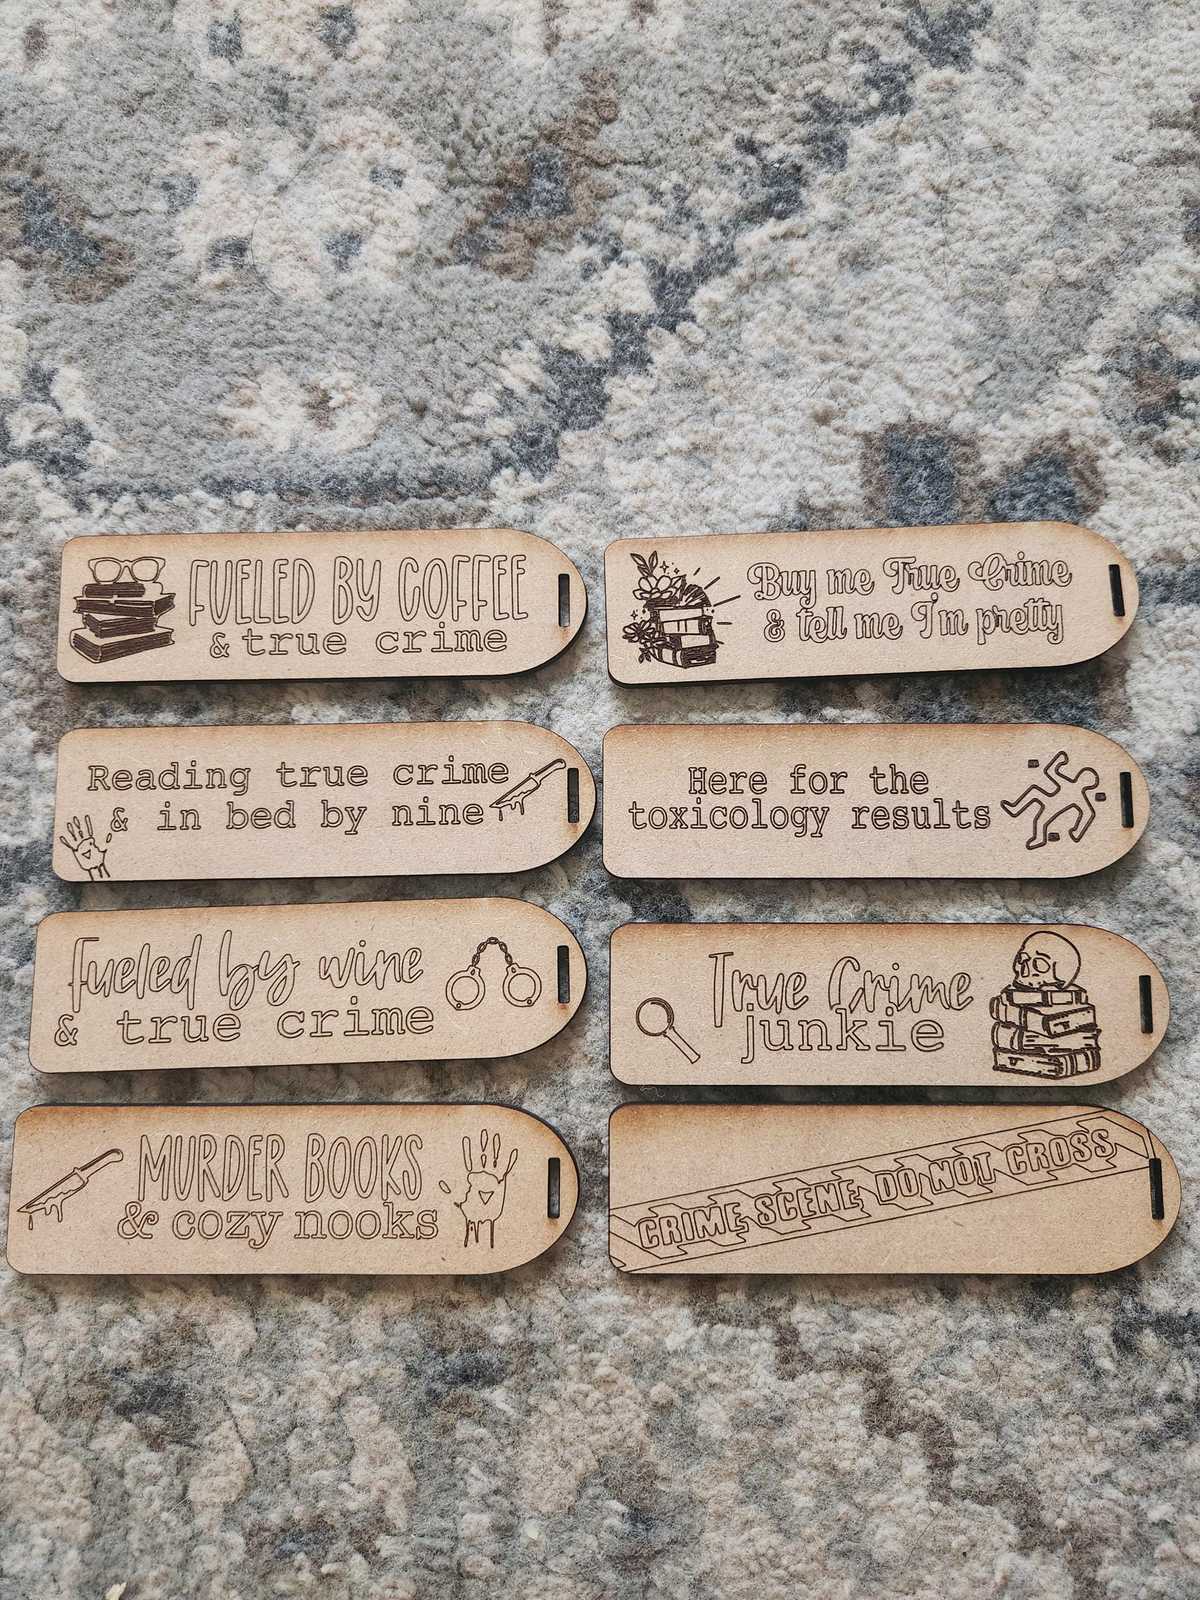 FUELED BY COFFEE
& true crime
Buy me True Crime
& tell me I'm pretty
Reading true crime
& in bed by nine
Here for the
toxicology results
Fueled by wine
& true crime
True Crime
junkie
MURDER BOOKS
& cozy nooks
CRIME SCENE DO NOT CROSS